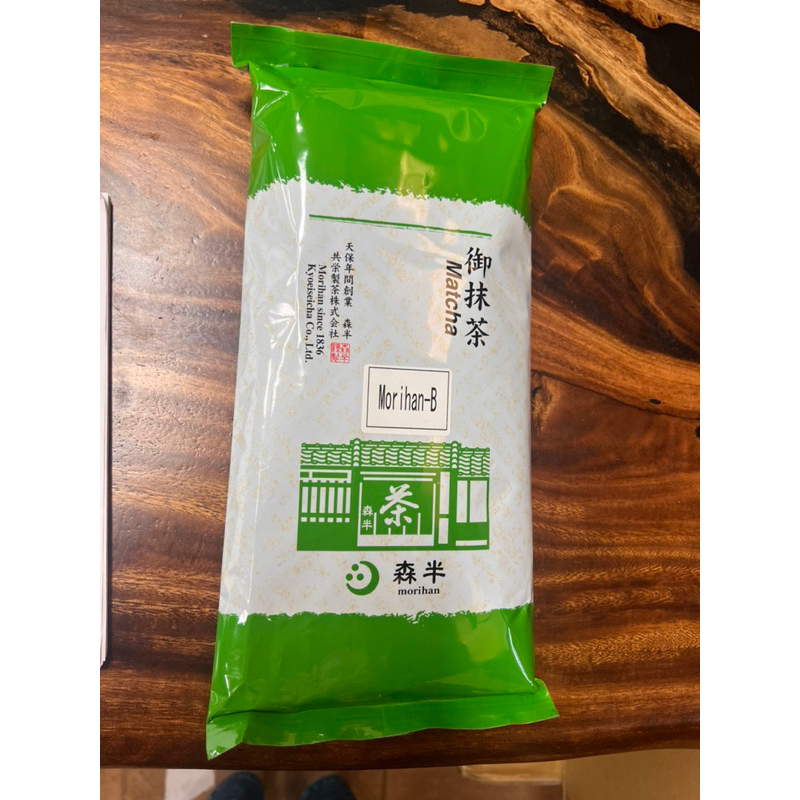 御抹茶
Matcha
天保年間創業 森半
共栄製茶株式会社
Morihan since 1836
Kyoeiseicha Co., Ltd.
Morihan-B
森半
茶
森半
morihan